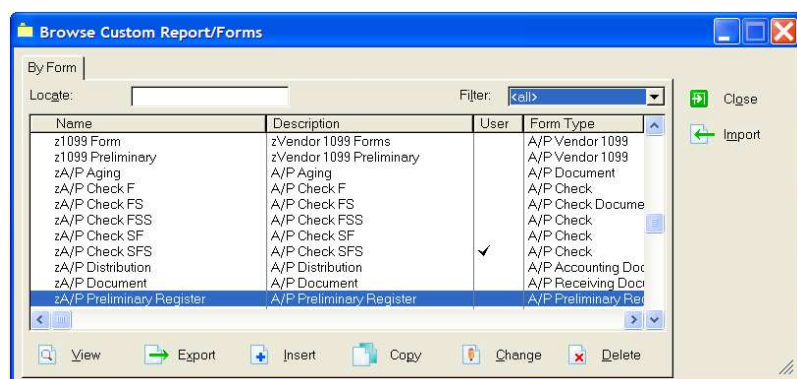 Browse Custom Report/Forms
By Form
Locate: Filter: <all>
Name Description User Form Type
z1099 Form zVendor 1099 Forms A/P Vendor 1099
z1099 Preliminary zVendor 1099 Preliminary A/P Vendor 1099
zA/P Aging A/P Aging A/P Document
zA/P Check F A/P Check F A/P Check
zA/P Check FS A/P Check FS A/P Check Docume
zA/P Check FSS A/P Check FSS A/P Check
zA/P Check SF A/P Check SF A/P Check
zA/P Check SFS A/P Check SFS ✓ A/P Check
zA/P Distribution A/P Distribution A/P Accounting Doc
zA/P Document A/P Document A/P Receiving Docu
zA/P Preliminary Register A/P Preliminary Register A/P Preliminary Reg
View Export Insert Copy Change Delete
Close
Import